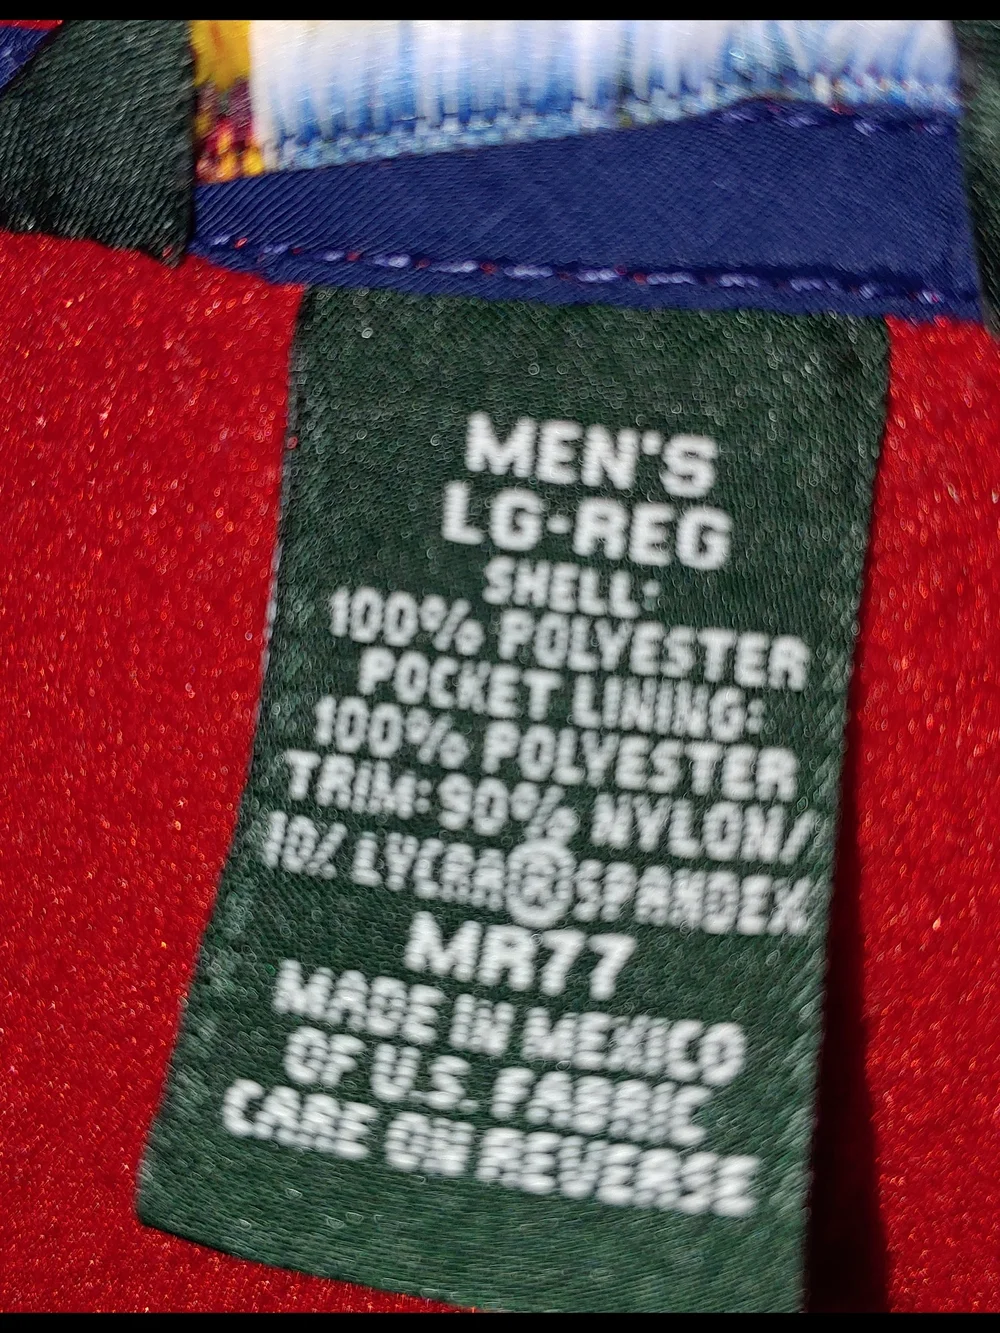 MEN'S
LG-REG
SHELL:
100% POLYESTER
POCKET LINING:
100% POLYESTER
TRIM: 90% NYLON/
10% LYCRA®SPANDEX
MR77
MADE IN MEXICO
OF U.S. FABRIC
CARE ON REVERSE